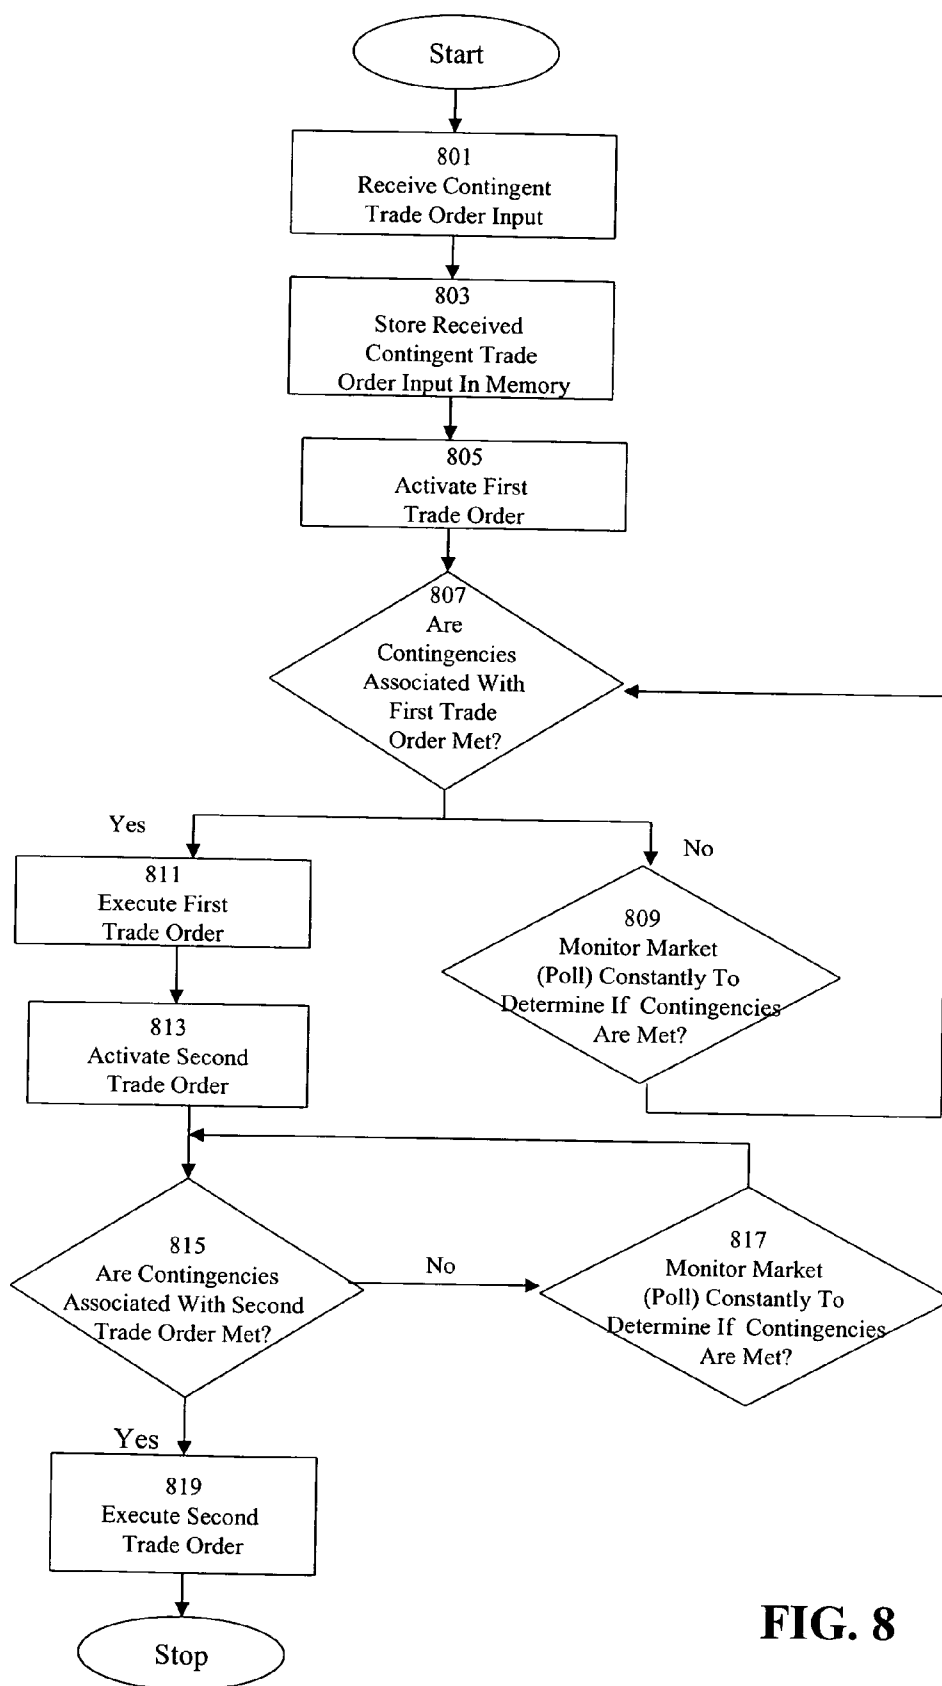 Start
801
Receive Contingent
Trade Order Input
803
Store Received
Contingent Trade
Order Input In Memory
805
Activate First
Trade Order
807
Are
Contingencies
Associated With
First Trade
Order Met?
Yes
No
811
Execute First
Trade Order
809
Monitor Market
(Poll) Constantly To
Determine If Contingencies
Are Met?
813
Activate Second
Trade Order
815
Are Contingencies
Associated With Second
Trade Order Met?
No
817
Monitor Market
(Poll) Constantly To
Determine If Contingencies
Are Met?
Yes
819
Execute Second
Trade Order
Stop
FIG. 8